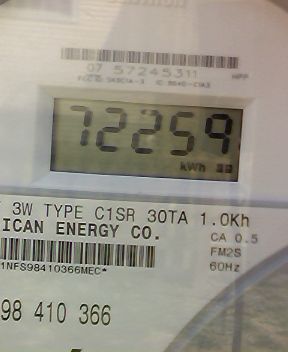 07 57245311
72259
kWh
3W TYPE C1SR 30TA 1.0Kh
ICAN ENERGY CO.
CA 0.5
FM2S
60Hz
1NFS98410366MEC*
98 410 366